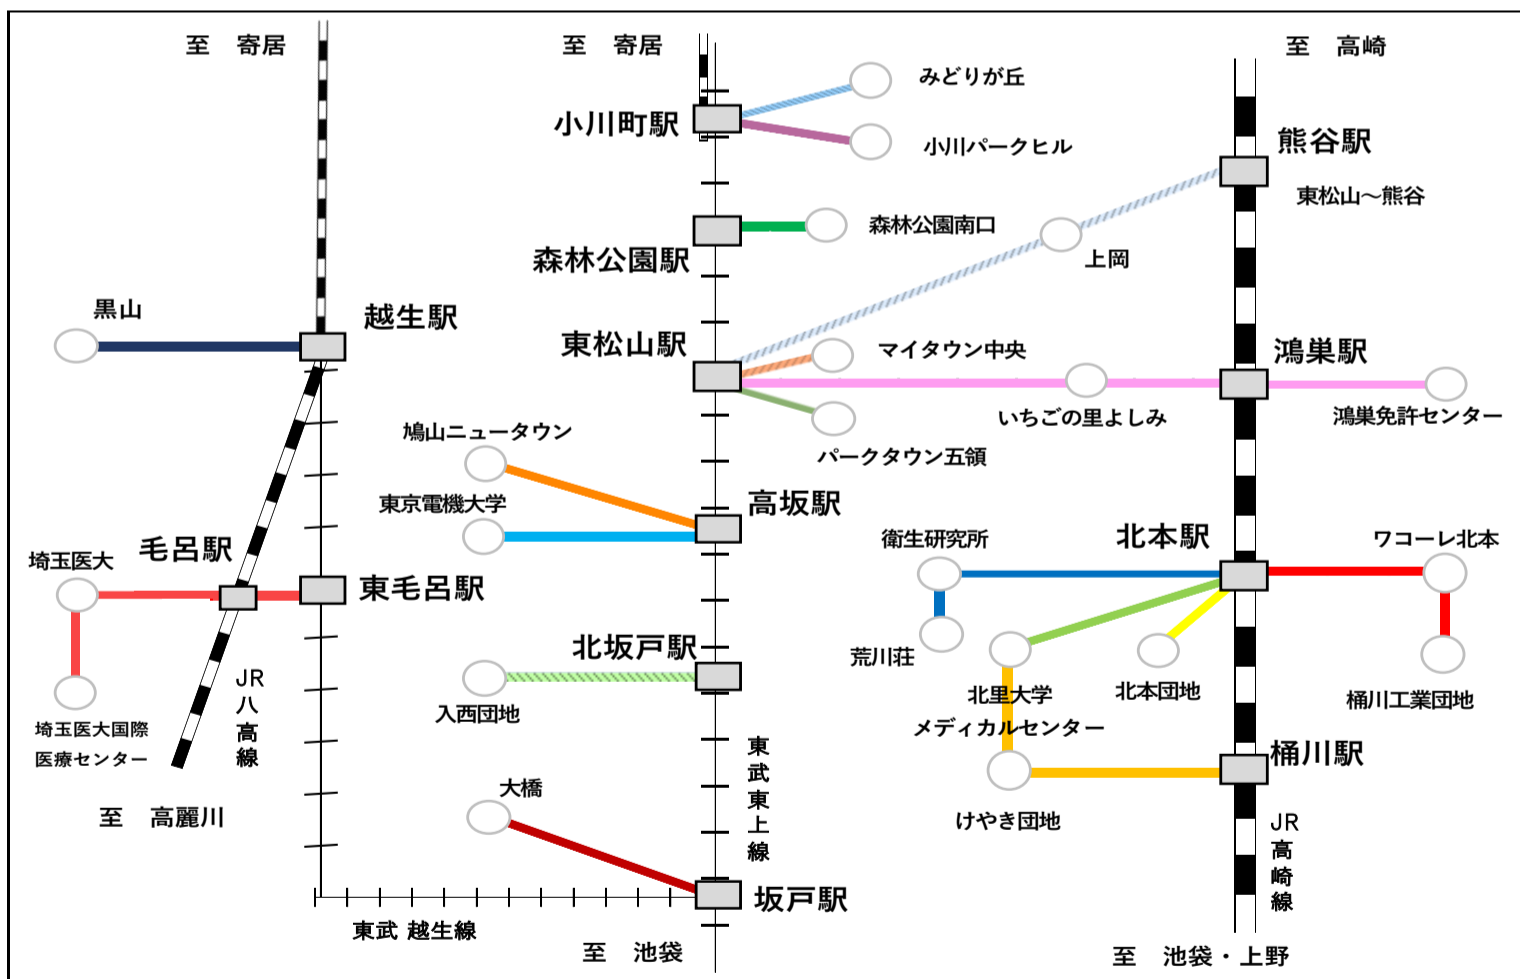 至　寄居
至　寄居
至　高崎
みどりが丘
小川町駅
小川パークヒル
熊谷駅
東松山～熊谷
森林公園南口
森林公園駅
上岡
黒山
越生駅
東松山駅
マイタウン中央
鴻巣駅
いちごの里よしみ
鴻巣免許センター
パークタウン五領
鳩山ニュータウン
東京電機大学
高坂駅
衛生研究所
北本駅
ワコーレ北本
埼玉医大
毛呂駅
東毛呂駅
北坂戸駅
荒川荘
北里大学
メディカルセンター
北本団地
桶川工業団地
入西団地
埼玉医大国際
医療センター
JR八高線
東武東上線
桶川駅
大橋
至　高麗川
けやき団地
JR高崎線
坂戸駅
東武 越生線
至　池袋
至　池袋・上野